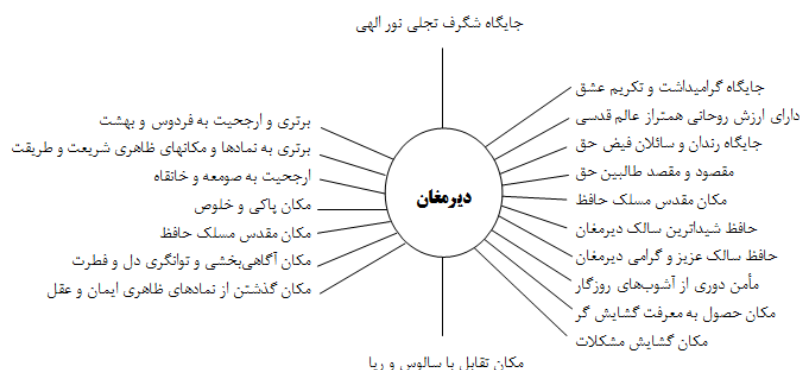 جایگاه شگرف تجلی نور الهی
جایگاه گرامیداشت و تکریم عشق
دارای ارزش روحانی همتراز عالم قدسی
جایگاه رندان و سائلان فیض حق
مقصود و مقصد طالبین حق
مکان مقدس مسلک حافظ
حافظ شیداترین سالک دیرمغان
حافظ سالک عزیز و گرامی دیرمغان
مأمن دوری از آشوب‌های روزگار
مکان حصول به معرفت گشایش گر
مکان گشایش مشکلات
دیرمغان
برتری و ارجحیت به فردوس و بهشت
برتری به نمادها و مکانهای ظاهری شریعت و طریقت
ارجحیت به صومعه و خانقاه
مکان پاکی و خلوص
مکان مقدس مسلک حافظ
مکان آگاهی‌بخشی و توانگری دل و فطرت
مکان گذشتن از نمادهای ظاهری ایمان و عقل
مکان تقابل با سالوس و ریا